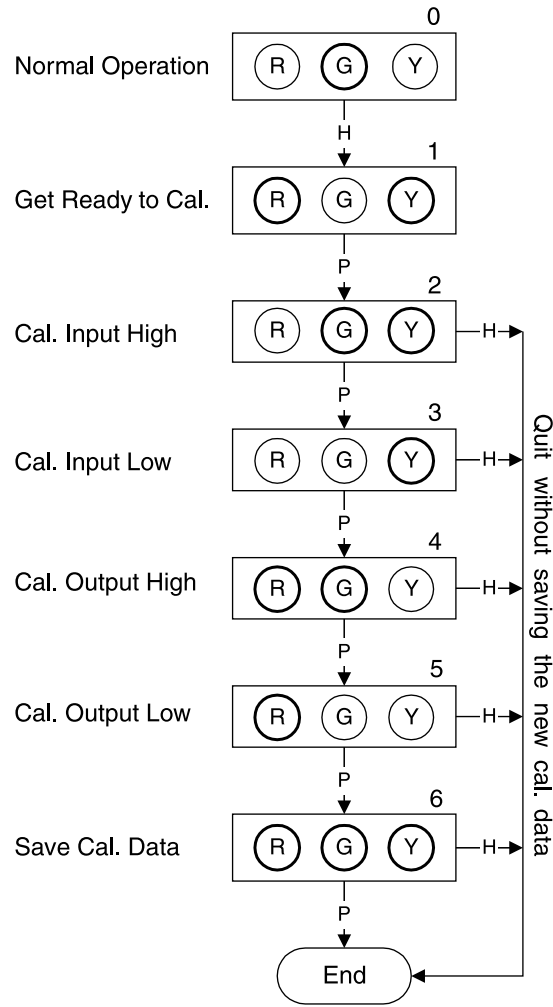 0
Normal Operation R G Y
H
1
Get Ready to Cal. R G Y
P
2
Cal. Input High R G Y H
P
3
Cal. Input Low R G Y H
P
4
Cal. Output High R G Y H
P
5
Cal. Output Low R G Y H
P
6
Save Cal. Data R G Y H
P
End
Quit without saving the new cal. data